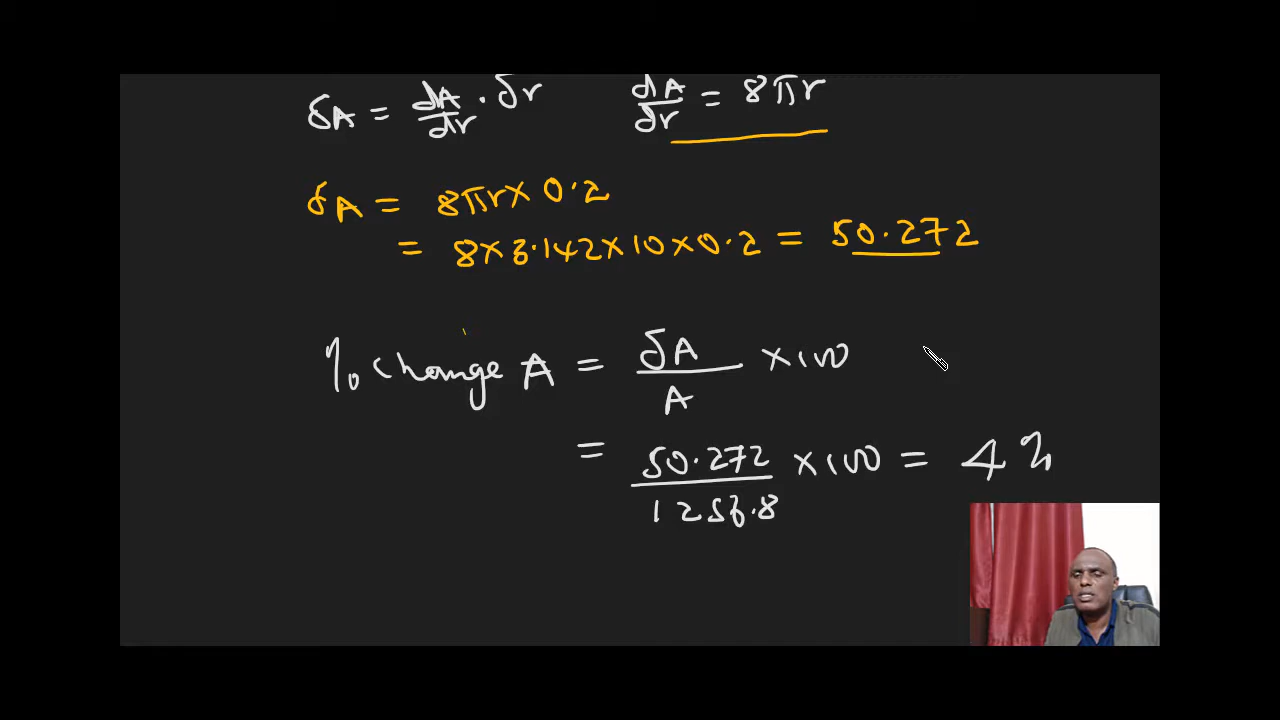 δA = dA/dr · δr    dA/δr = 8πr
δA = 8πr × 0.2
= 8×3.142×10×0.2 = 50.272
% change A = δA/A ×100
= 50.272/1256.8 ×100 = 4%